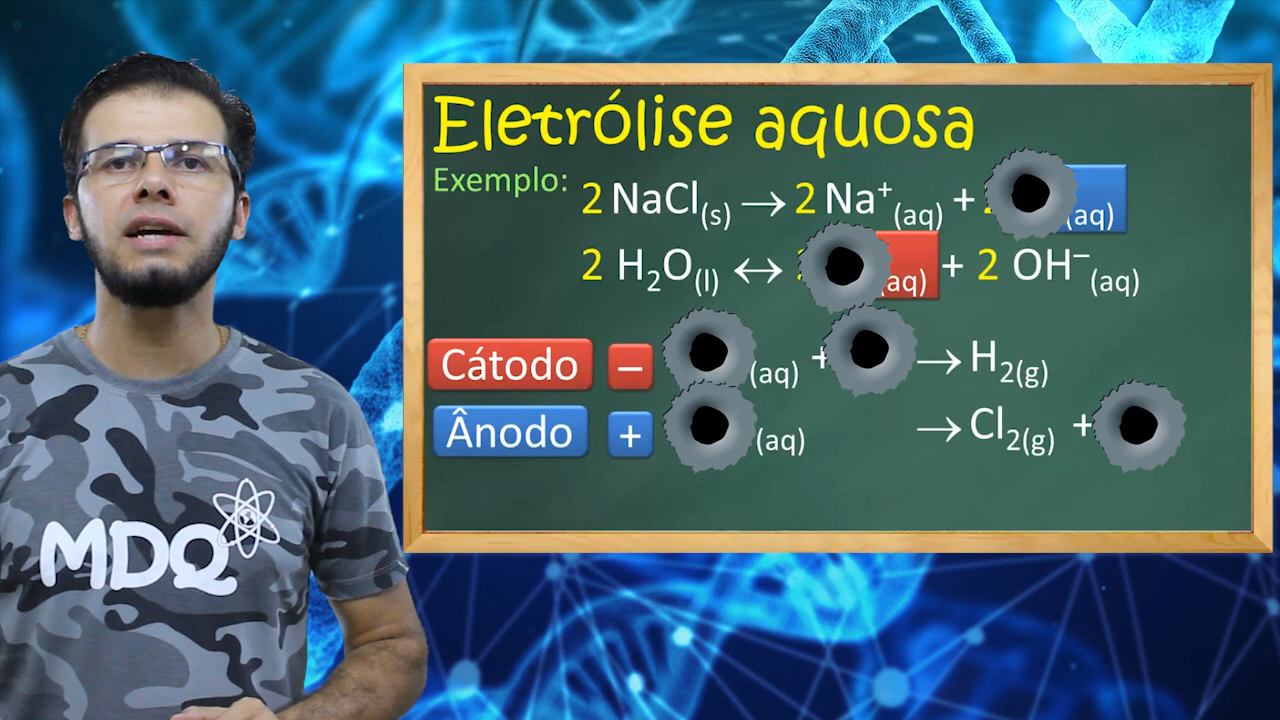 Eletrólise aquosa
Exemplo: 2 NaCl(s) → 2 Na⁺(aq) + (aq)
2 H₂O(l) ↔ (aq) + 2 OH⁻(aq)
Cátodo – (aq) + → H₂(g)
Ânodo + (aq) → Cl₂(g) +
MDQ